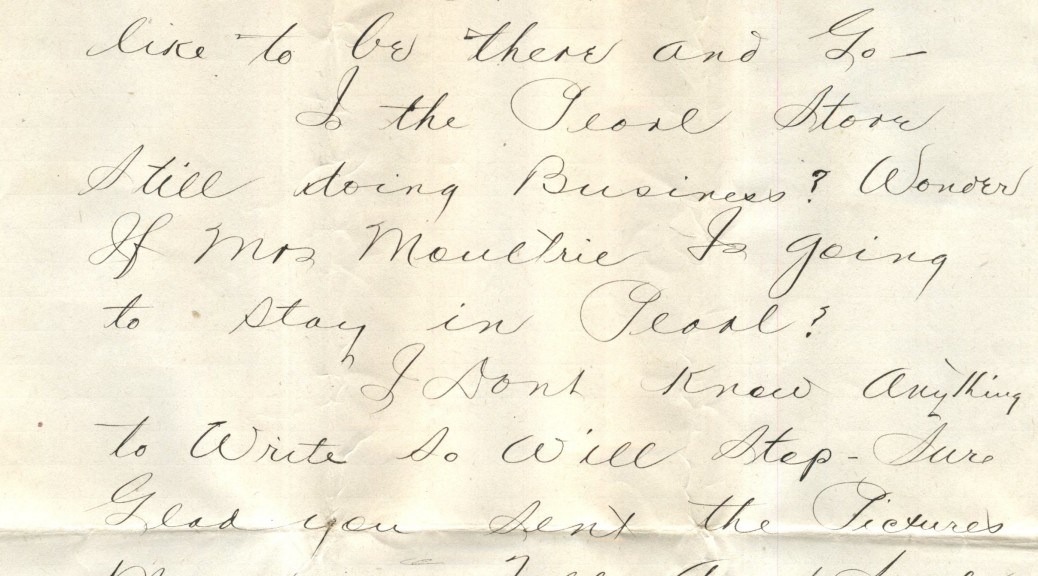 like to be there and Go -
Is the Pearl Store
Still doing Business? Wonder
If Mrs Moultrie Is going
to stay in Pearl?
I Dont Know Anything
to Write So Will Stop - Sure
Glad you sent the Pictures